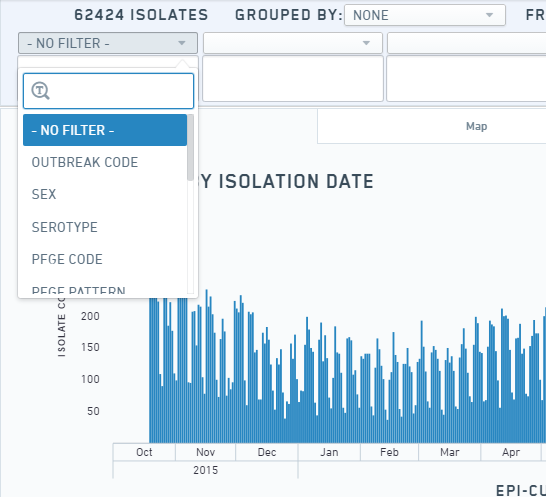 62424 ISOLATES GROUPED BY: NONE FR
- NO FILTER -
- NO FILTER -
OUTBREAK CODE
SEX
SEROTYPE
PFGE CODE
PFGE PATTERN
Map
Y ISOLATION DATE
ISOLATE CO
200
150
100
50
Oct Nov Dec Jan Feb Mar Apr
2015
EPI-CU